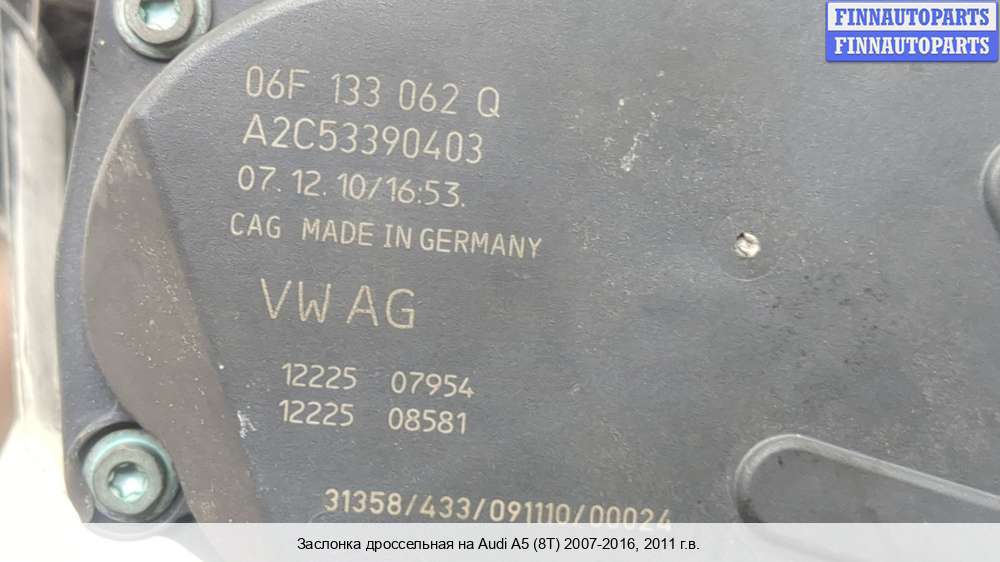 FINNAUTOPARTS
FINNAUTOPARTS
06F 133 062 Q
A2C53390403
07.12.10/16:53.
CAG MADE IN GERMANY
VW AG
12225 07954
12225 08581
31358/433/091110/00024
Заслонка дроссельная на Audi A5 (8T) 2007-2016, 2011 г.в.